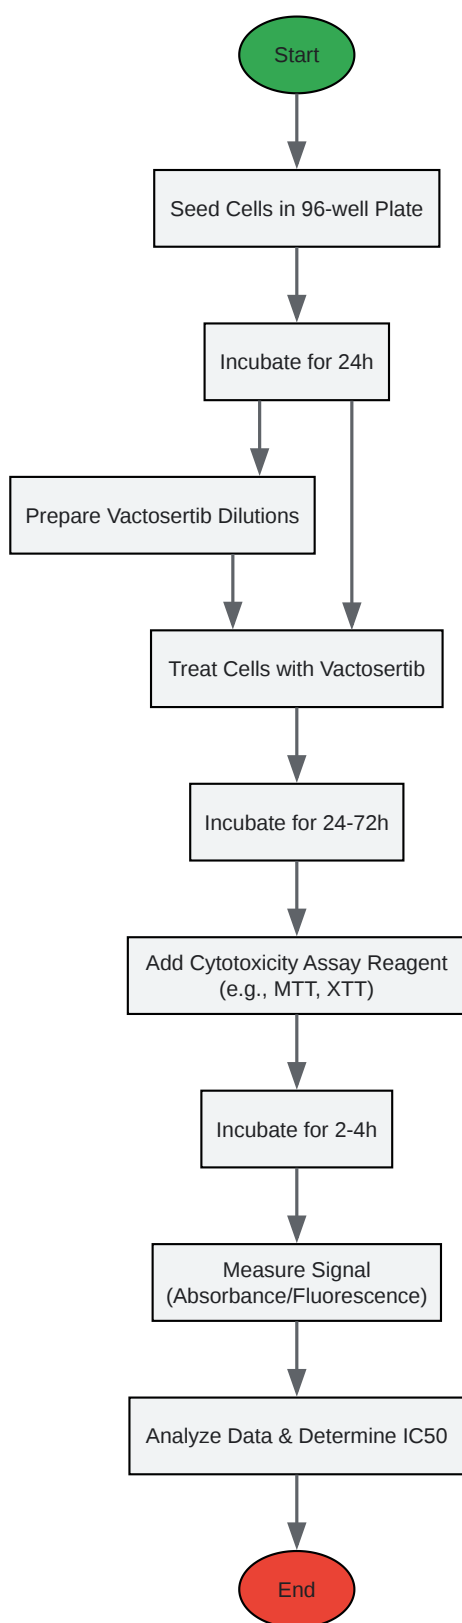 Start
Seed Cells in 96-well Plate
Incubate for 24h
Prepare Vactosertib Dilutions
Treat Cells with Vactosertib
Incubate for 24-72h
Add Cytotoxicity Assay Reagent
(e.g., MTT, XTT)
Incubate for 2-4h
Measure Signal
(Absorbance/Fluorescence)
Analyze Data & Determine IC50
End